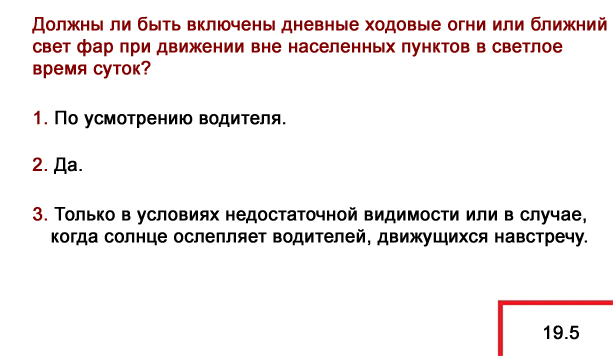 Должны ли быть включены дневные ходовые огни или ближний
свет фар при движении вне населенных пунктов в светлое
время суток?
1. По усмотрению водителя.
2. Да.
3. Только в условиях недостаточной видимости или в случае,
когда солнце ослепляет водителей, движущихся навстречу.
19.5